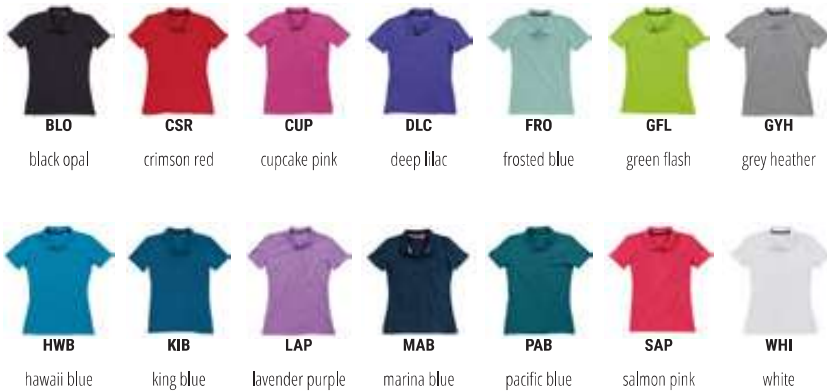 BLO CSR CUP DLC FRO GFL GYH
black opal crimson red cupcake pink deep lilac frosted blue green flash grey heather
HWB KIB LAP MAB PAB SAP WHI
hawaii blue king blue lavender purple marina blue pacific blue salmon pink white